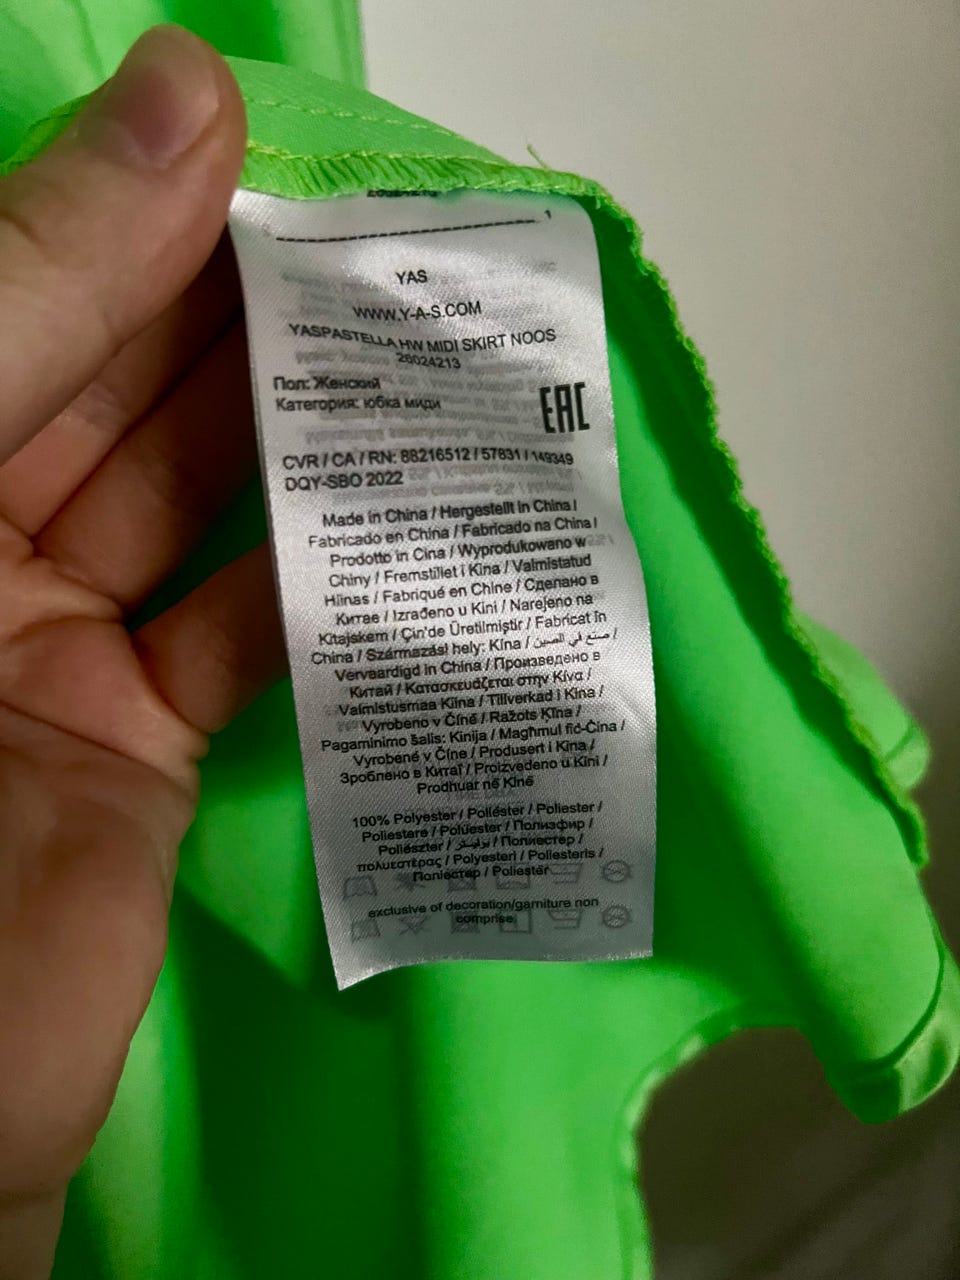 YAS
WWW.Y-A-S.COM
YASPASTELLA HW MIDI SKIRT NOOS
26024213
Пол: Женский
Категория: юбка миди
EAC
CVR / CA / RN: 88216512 / 57831 / 149349
DQY-SBO 2022
Made in China / Hergestellt in China /
Fabricado en China / Fabricado na China /
Prodotto in Cina / Wyprodukowano w
Chiny / Fremstillet i Kina / Valmistatud
Hiinas / Fabriqué en Chine / Сделано в
Китае / Izrađeno u Kini / Narejeno na
Kitajskem / Çin'de Üretilmiştir / Fabricat în
China / Származási hely: Kína / صنع في الصين /
Vervaardigd in China / Произведено в
Китай / Κατασκευάζεται στην Κίνα /
Valmistusmaa Kiina / Tillverkad i Kina /
Vyrobeno v Číně / Ražots Ķīna /
Pagaminimo šalis: Kinija / Magħmul fiċ-Ċina /
Vyrobené v Číne / Produsert i Kina /
Зроблено в Китаї / Proizvedeno u Kini /
Prodhuar në Kinë
100% Polyester / Poliéster / Poliester /
Poliestere / Polüester / Полиэфир /
Poliészter / بوليستر / Полиестер /
πολυεστέρας / Polyesteri / Poliesteris /
Поліестер / Poliestër
exclusive of decoration/garniture non
comprise